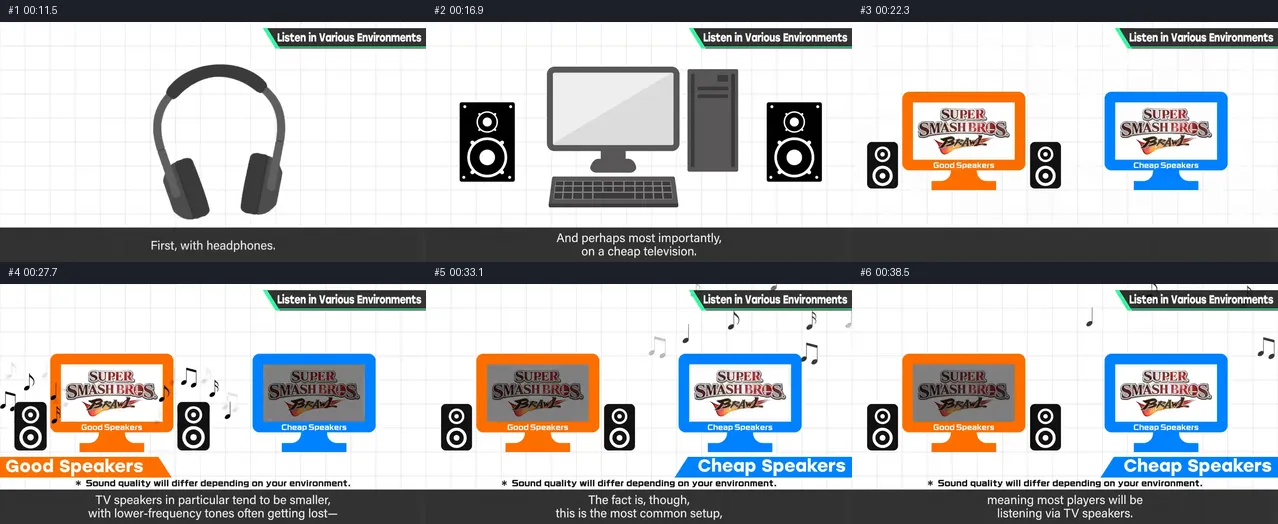 #1 00:11.5
Listen in Various Environments
First, with headphones.
#2 00:16.9
Listen in Various Environments
And perhaps most importantly,
on a cheap television.
#3 00:22.3
Listen in Various Environments
SUPER
SMASH BROS.
BRAWL
Good Speakers
SUPER
SMASH BROS.
BRAWL
Cheap Speakers
#4 00:27.7
Listen in Various Environments
SUPER
SMASH BROS.
BRAWL
Good Speakers
SUPER
SMASH BROS.
BRAWL
Cheap Speakers
Good Speakers
* Sound quality will differ depending on your environment.
TV speakers in particular tend to be smaller,
with lower-frequency tones often getting lost—
#5 00:33.1
Listen in Various Environments
SUPER
SMASH BROS.
BRAWL
Good Speakers
SUPER
SMASH BROS.
BRAWL
Cheap Speakers
Cheap Speakers
* Sound quality will differ depending on your environment.
The fact is, though,
this is the most common setup,
#6 00:38.5
Listen in Various Environments
SUPER
SMASH BROS.
BRAWL
Good Speakers
SUPER
SMASH BROS.
BRAWL
Cheap Speakers
Cheap Speakers
* Sound quality will differ depending on your environment.
meaning most players will be
listening via TV speakers.